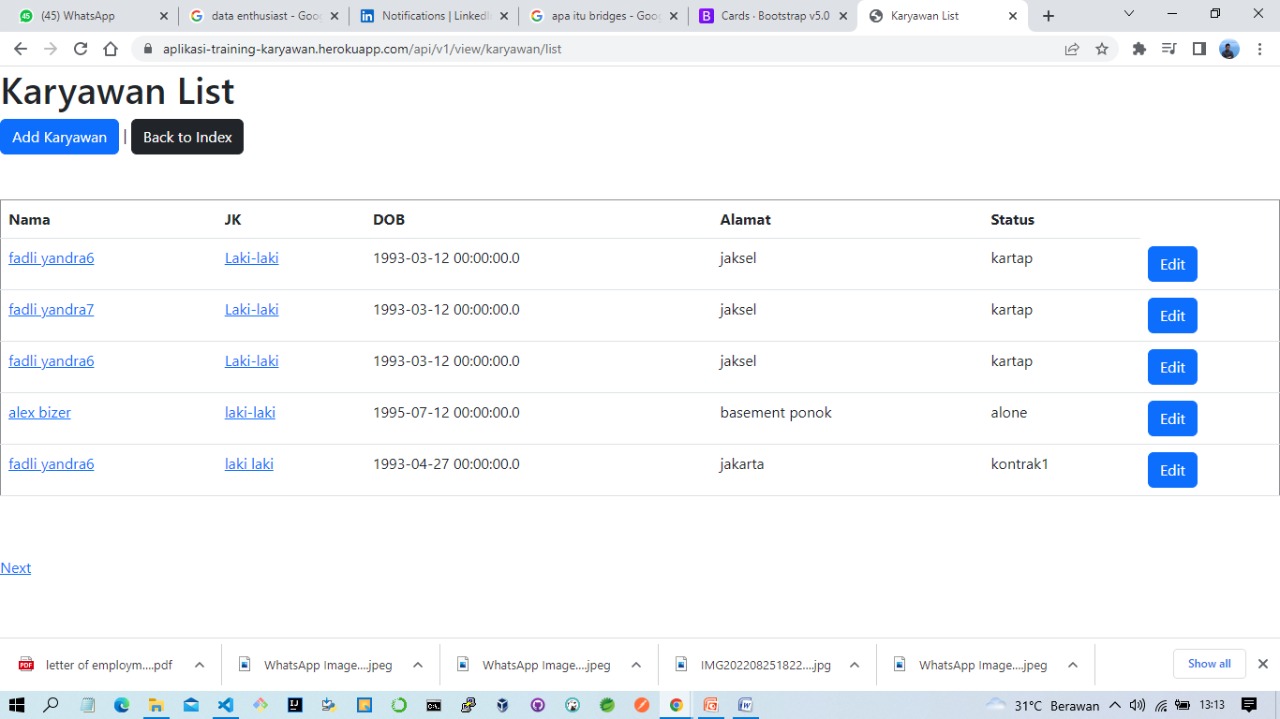 (45) WhatsApp
data enthusiast - Goog
Notifications | LinkedI
apa itu bridges - Goog
Cards · Bootstrap v5.0
Karyawan List
aplikasi-training-karyawan.herokuapp.com/api/v1/view/karyawan/list
Karyawan List
Add Karyawan | Back to Index
Nama JK DOB Alamat Status
fadli yandra6 Laki-laki 1993-03-12 00:00:00.0 jaksel kartap Edit
fadli yandra7 Laki-laki 1993-03-12 00:00:00.0 jaksel kartap Edit
fadli yandra6 Laki-laki 1993-03-12 00:00:00.0 jaksel kartap Edit
alex bizer laki-laki 1995-07-12 00:00:00.0 basement ponok alone Edit
fadli yandra6 laki laki 1993-04-27 00:00:00.0 jakarta kontrak1 Edit
Next
letter of employm....pdf
WhatsApp Image....jpeg
WhatsApp Image....jpeg
IMG202208251822....jpg
WhatsApp Image....jpeg
Show all
31°C Berawan 13:13